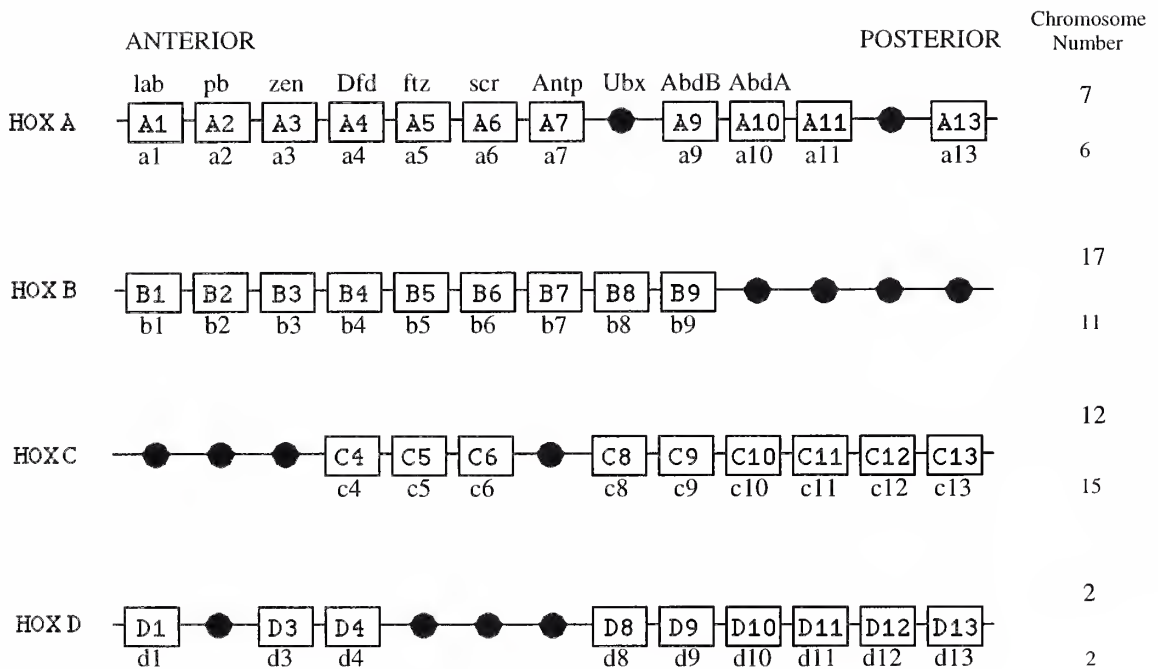 Chromosome
Number
ANTERIOR POSTERIOR
lab pb zen Dfd ftz scr Antp Ubx AbdB AbdA 7
HOX A A1 A2 A3 A4 A5 A6 A7 A9 A10 A11 A13
a1 a2 a3 a4 a5 a6 a7 a9 a10 a11 a13 6
17
HOX B B1 B2 B3 B4 B5 B6 B7 B8 B9
b1 b2 b3 b4 b5 b6 b7 b8 b9 11
12
HOX C C4 C5 C6 C8 C9 C10 C11 C12 C13
c4 c5 c6 c8 c9 c10 c11 c12 c13 15
2
HOX D D1 D3 D4 D8 D9 D10 D11 D12 D13
d1 d3 d4 d8 d9 d10 d11 d12 d13 2